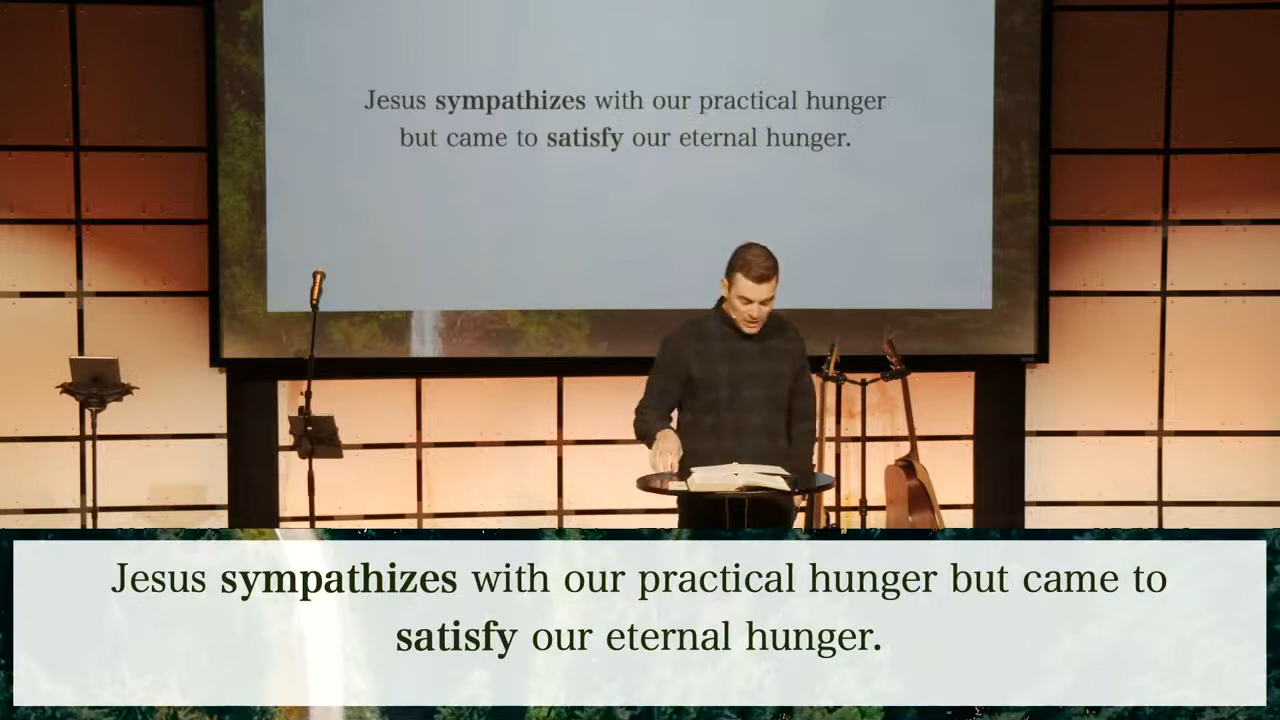 Jesus sympathizes with our practical hunger
but came to satisfy our eternal hunger.
Jesus sympathizes with our practical hunger but came to
satisfy our eternal hunger.